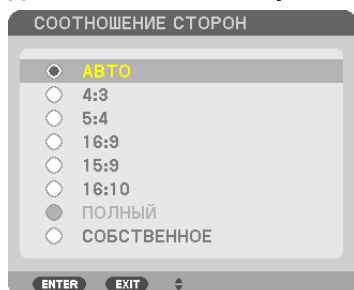 СООТНОШЕНИЕ СТОРОН
АВТО
4:3
5:4
16:9
15:9
16:10
ПОЛНЫЙ
СОБСТВЕННОЕ
ENTER EXIT